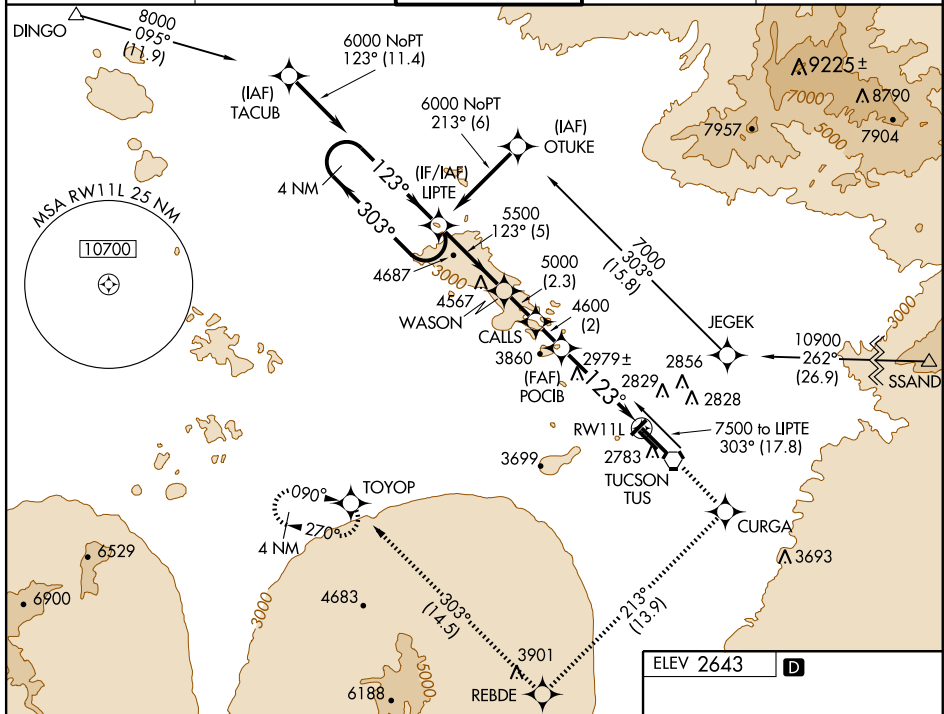 DINGO
8000
095°
(11.9)
6000 NoPT
123° (11.4)
(IAF)
TACUB
6000 NoPT
213° (6)
(IAF)
OTUKE
9225 ±
8790
7000
7957
7904
5000
4 NM
123°
303°
(IF/IAF)
LIPTE
MSA RW11L 25 NM
10700
5500
123° (5)
4687
3000
4567
5000
(2.3)
WASON
4600
(2)
CALLS
7000
303°
(15.8)
JEGEK
3000
10900
262°
(26.9)
SSAND
3860
2979 ±
(FAF)
POCIB
123°
2829
2856
2828
RW11L
7500 to LIPTE
303° (17.8)
2783
3699
TUCSON
TUS
090°
TOYOP
270°
4 NM
CURGA
6529
3693
6900
3000
4683
303°
(14.5)
213°
(13.9)
3901
5000
6188
REBDE
ELEV 2643
D